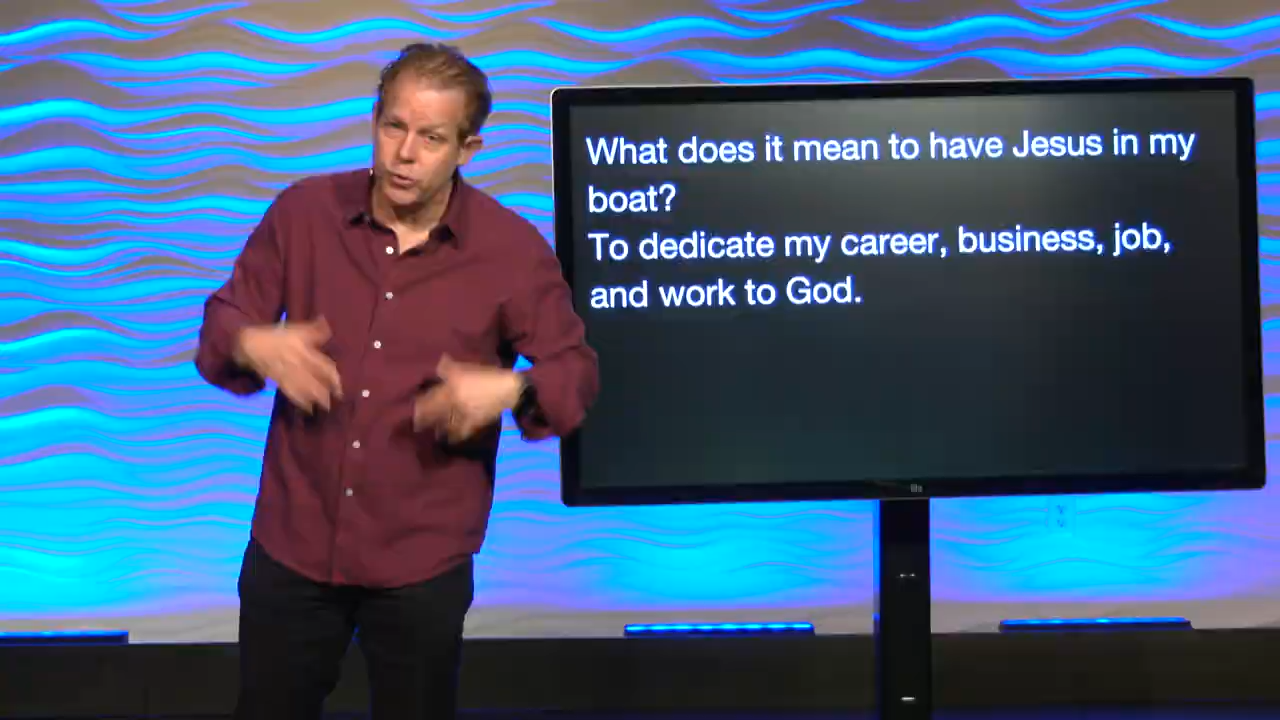 What does it mean to have Jesus in my
boat?
To dedicate my career, business, job,
and work to God.